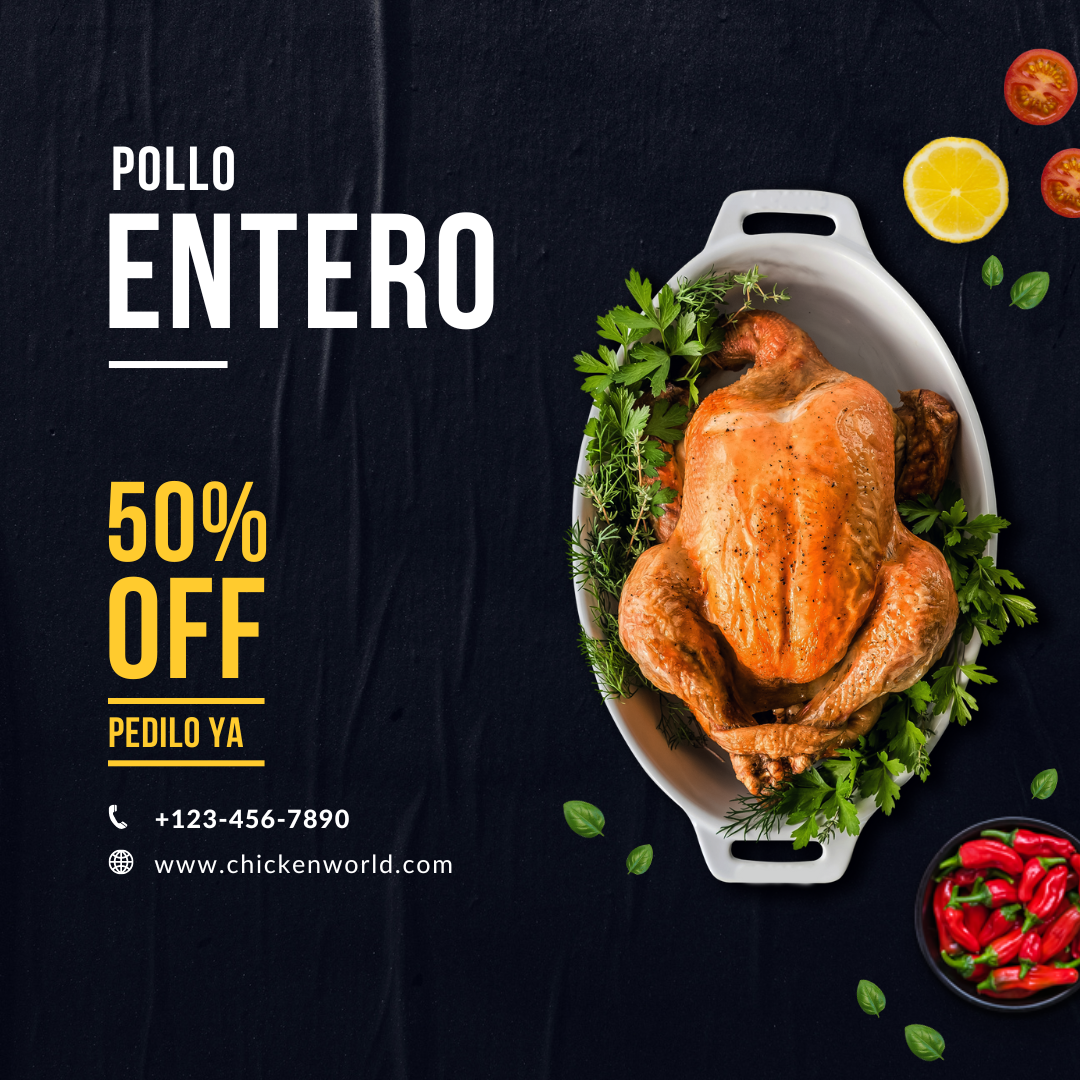 POLLO
ENTERO
50%
OFF
PEDILO YA
+123-456-7890
www.chickenworld.com